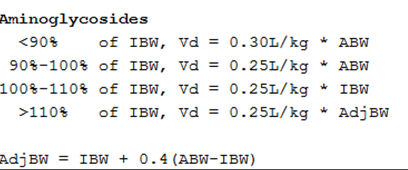 Aminoglycosides
<90% of IBW, Vd = 0.30L/kg * ABW
90%-100% of IBW, Vd = 0.25L/kg * ABW
100%-110% of IBW, Vd = 0.25L/kg * IBW
>110% of IBW, Vd = 0.25L/kg * AdjBW
AdjBW = IBW + 0.4(ABW-IBW)